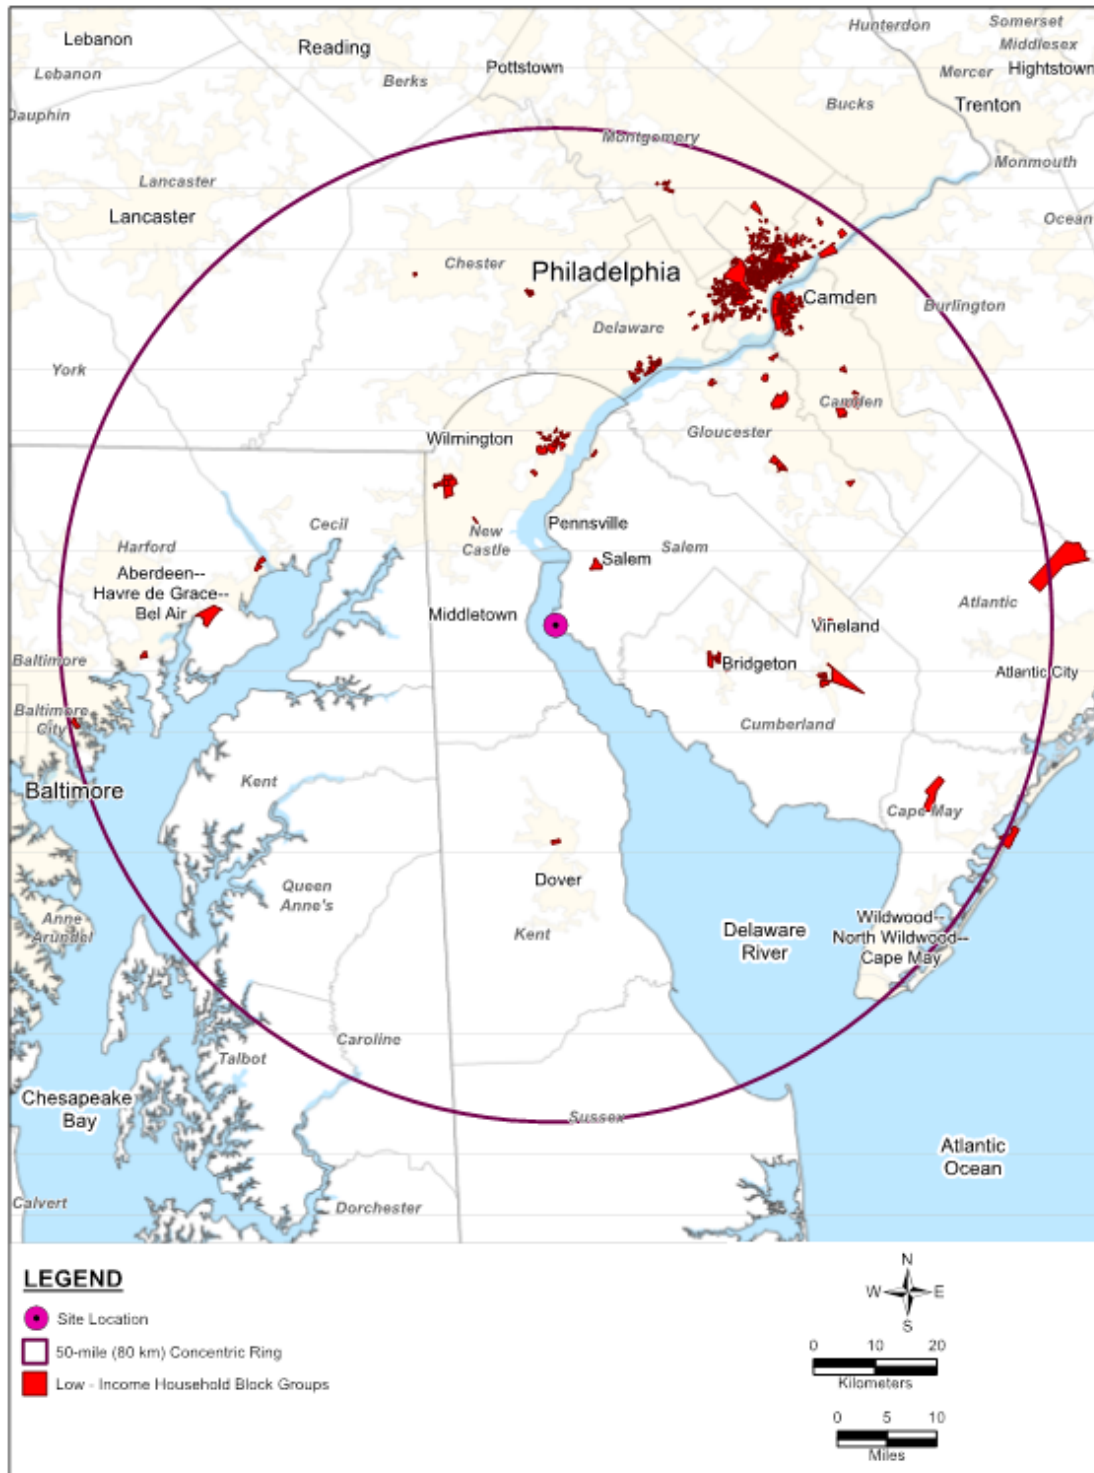 Hunterdon
Somerset
Lebanon
Reading
Middlesex
Pottstown
Mercer
Hightstown
Lebanon
Berks
Bucks
Trenton
Dauphin
Montgomery
Monmouth
Lancaster
Lancaster
Ocean
Chester
Philadelphia
Camden
Burlington
Delaware
York
Camden
Wilmington
Gloucester
Cecil
Pennsville
New
Castle
Harford
Salem
Salem
Aberdeen--
Havre de Grace--
Bel Air
Middletown
Atlantic
Vineland
Baltimore
Bridgeton
Atlantic City
Baltimore
City
Cumberland
Kent
Baltimore
Cape May
Dover
Queen
Anne's
Anne
Arundel
Kent
Delaware
River
Wildwood--
North Wildwood--
Cape May
Caroline
Talbot
Chesapeake
Bay
Sussex
Atlantic
Ocean
Calvert
Dorchester
LEGEND
Site Location
50-mile (80 km) Concentric Ring
Low - Income Household Block Groups
N
W E
S
0 10 20
Kilometers
0 5 10
Miles